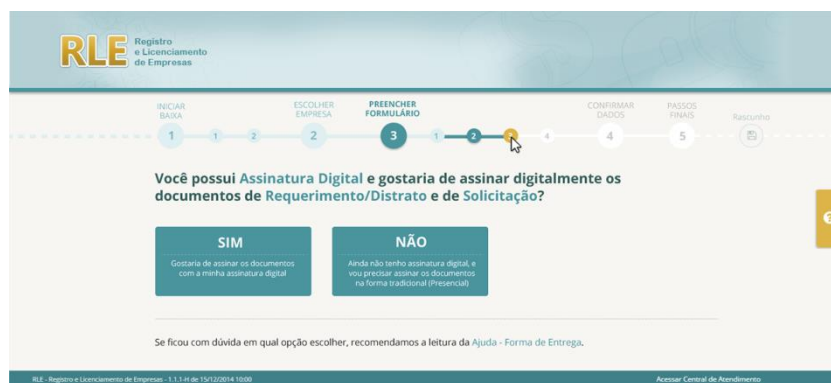 RLE
Registro
e Licenciamento
de Empresas
INICIAR
BAIXA
ESCOLHER
EMPRESA
PREENCHER
FORMULÁRIO
CONFIRMAR
DADOS
PASSOS
FINAIS
Rascunho
1 1 2 2 3 1 2 4 4 5
Você possui Assinatura Digital e gostaria de assinar digitalmente os
documentos de Requerimento/Distrato e de Solicitação?
SIM
Gostaria de assinar os documentos
com a minha assinatura digital
NÃO
Ainda não tenho assinatura digital, e
vou precisar assinar os documentos
na forma tradicional (Presencial)
Se ficou com dúvida em qual opção escolher, recomendamos a leitura da Ajuda - Forma de Entrega.
RLE - Registro e Licenciamento de Empresas - 1.1.1-H de 15/12/2014 10:00
Acessar Central de Atendimento